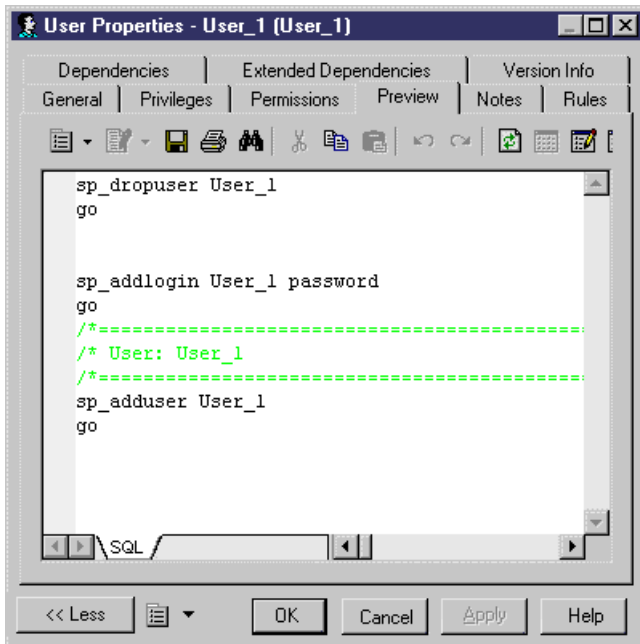 User Properties - User_1 (User_1)
Dependencies Extended Dependencies Version Info
General Privileges Permissions Preview Notes Rules
sp_dropuser User_1
go
sp_addlogin User_1 password
go
/*==============================================
/* User: User_1
/*==============================================
sp_adduser User_1
go
SQL
<< Less OK Cancel Apply Help